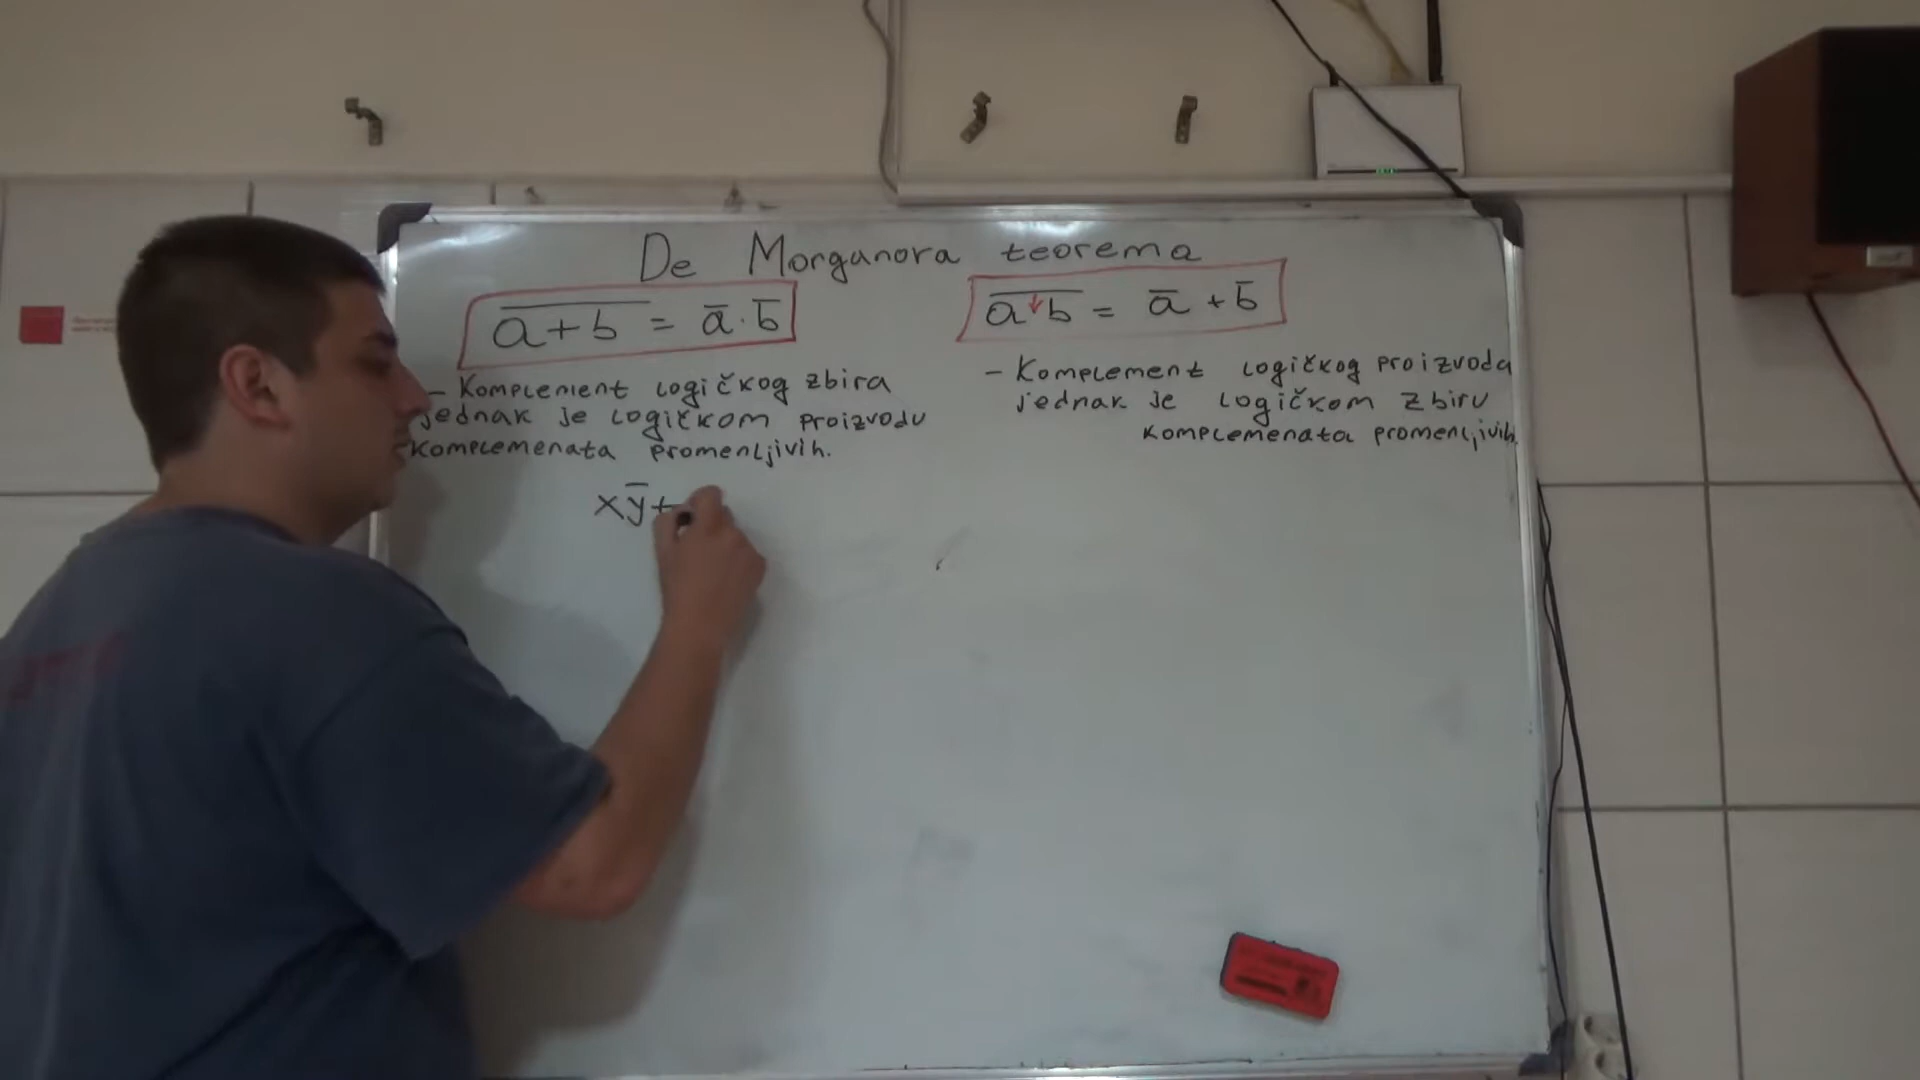 De Morganova teorema
a̅+̅b̅ = a̅·b̅
a̅·̅b̅ = a̅ + b̅
- Komplement logičkog zbira
jednak je logičkom proizvodu
komplemenata promenljivih.
- Komplement logičkog proizvoda
jednak je logičkom zbiru
komplemenata promenljivih.
xy̅+